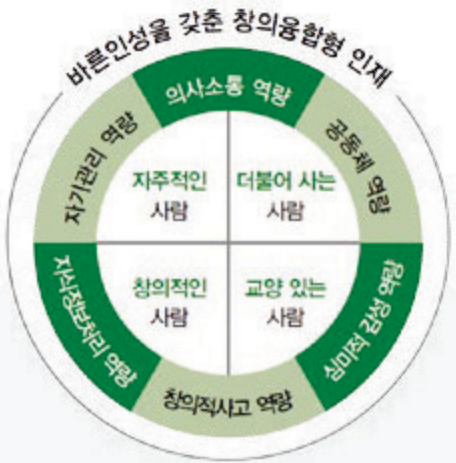 바른인성을 갖춘 창의융합형 인재
의사소통 역량
자기관리 역량
공동체 역량
자주적인
사람
더불어 사는
사람
창의적인
사람
교양 있는
사람
지식정보처리 역량
심미적 감성 역량
창의적사고 역량